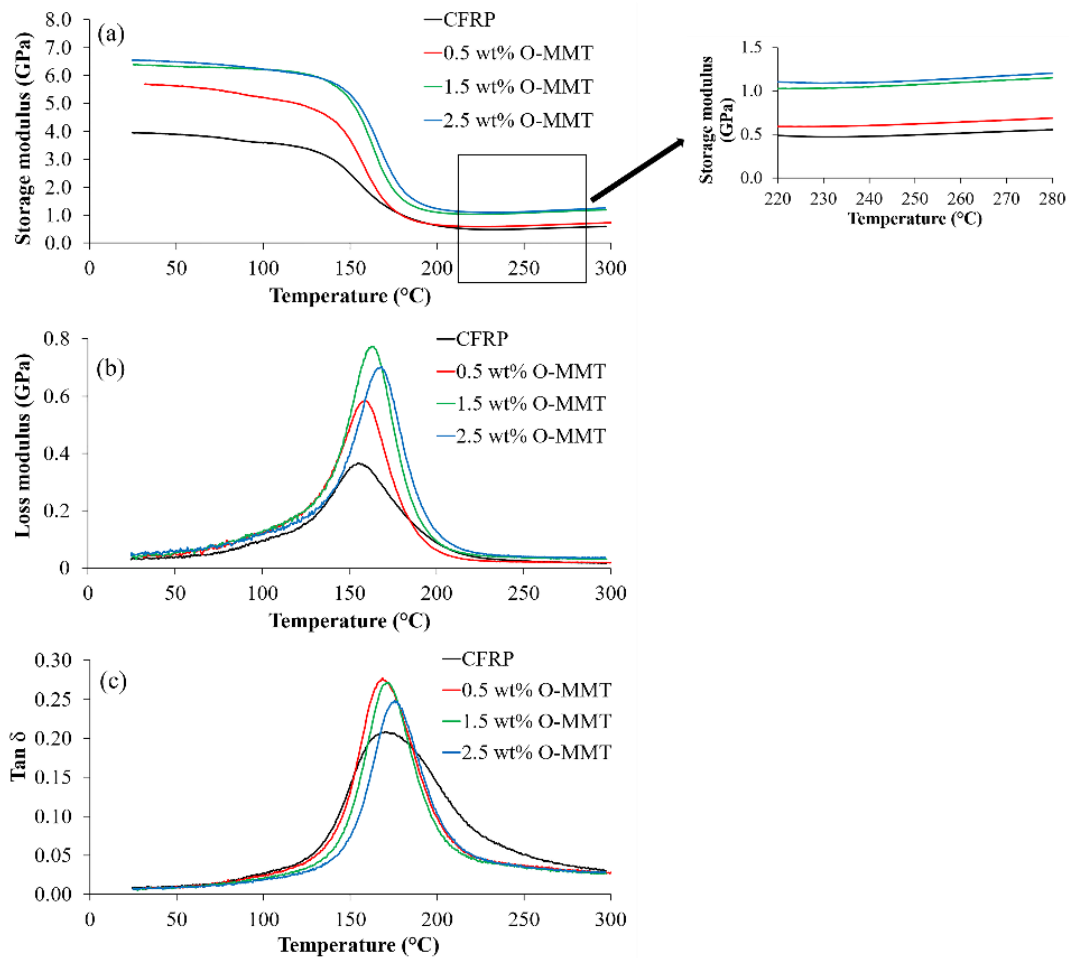 (a)
CFRP
0.5 wt% O-MMT
1.5 wt% O-MMT
2.5 wt% O-MMT
Storage modulus (GPa)
8.0
7.0
6.0
5.0
4.0
3.0
2.0
1.0
0.0
0 50 100 150 200 250 300
Temperature (°C)
Storage modulus
(GPa)
1.5
1.0
0.5
0.0
220 230 240 250 260 270 280
Temperature (°C)
(b)
CFRP
0.5 wt% O-MMT
1.5 wt% O-MMT
2.5 wt% O-MMT
Loss modulus (GPa)
0.8
0.6
0.4
0.2
0
0 50 100 150 200 250 300
Temperature (°C)
(c)
CFRP
0.5 wt% O-MMT
1.5 wt% O-MMT
2.5 wt% O-MMT
Tan δ
0.30
0.25
0.20
0.15
0.10
0.05
0.00
0 50 100 150 200 250 300
Temperature (°C)